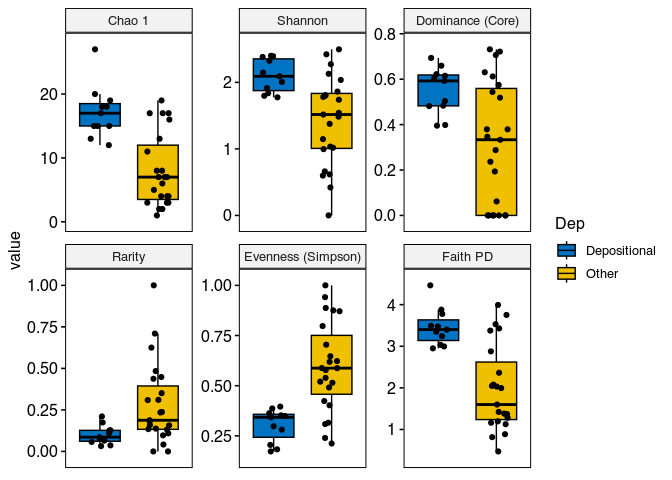 Chao 1
Shannon
Dominance (Core)
20
10
0
2
1
0
0.8
0.6
0.4
0.2
0.0
value
Rarity
Evenness (Simpson)
Faith PD
1.00
0.75
0.50
0.25
0.00
1.00
0.75
0.50
0.25
4
3
2
1
Dep
Depositional
Other